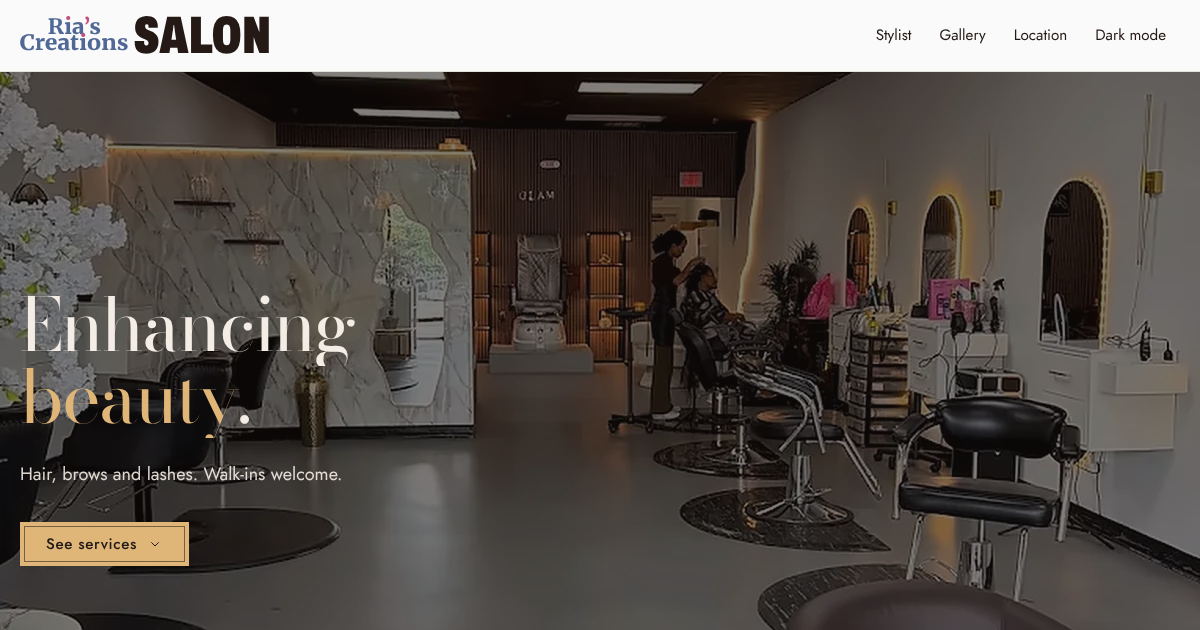 Ria's
Creations SALON
Stylist Gallery Location Dark mode
GLAM
Enhancing
beauty.
Hair, brows and lashes. Walk-ins welcome.
See services